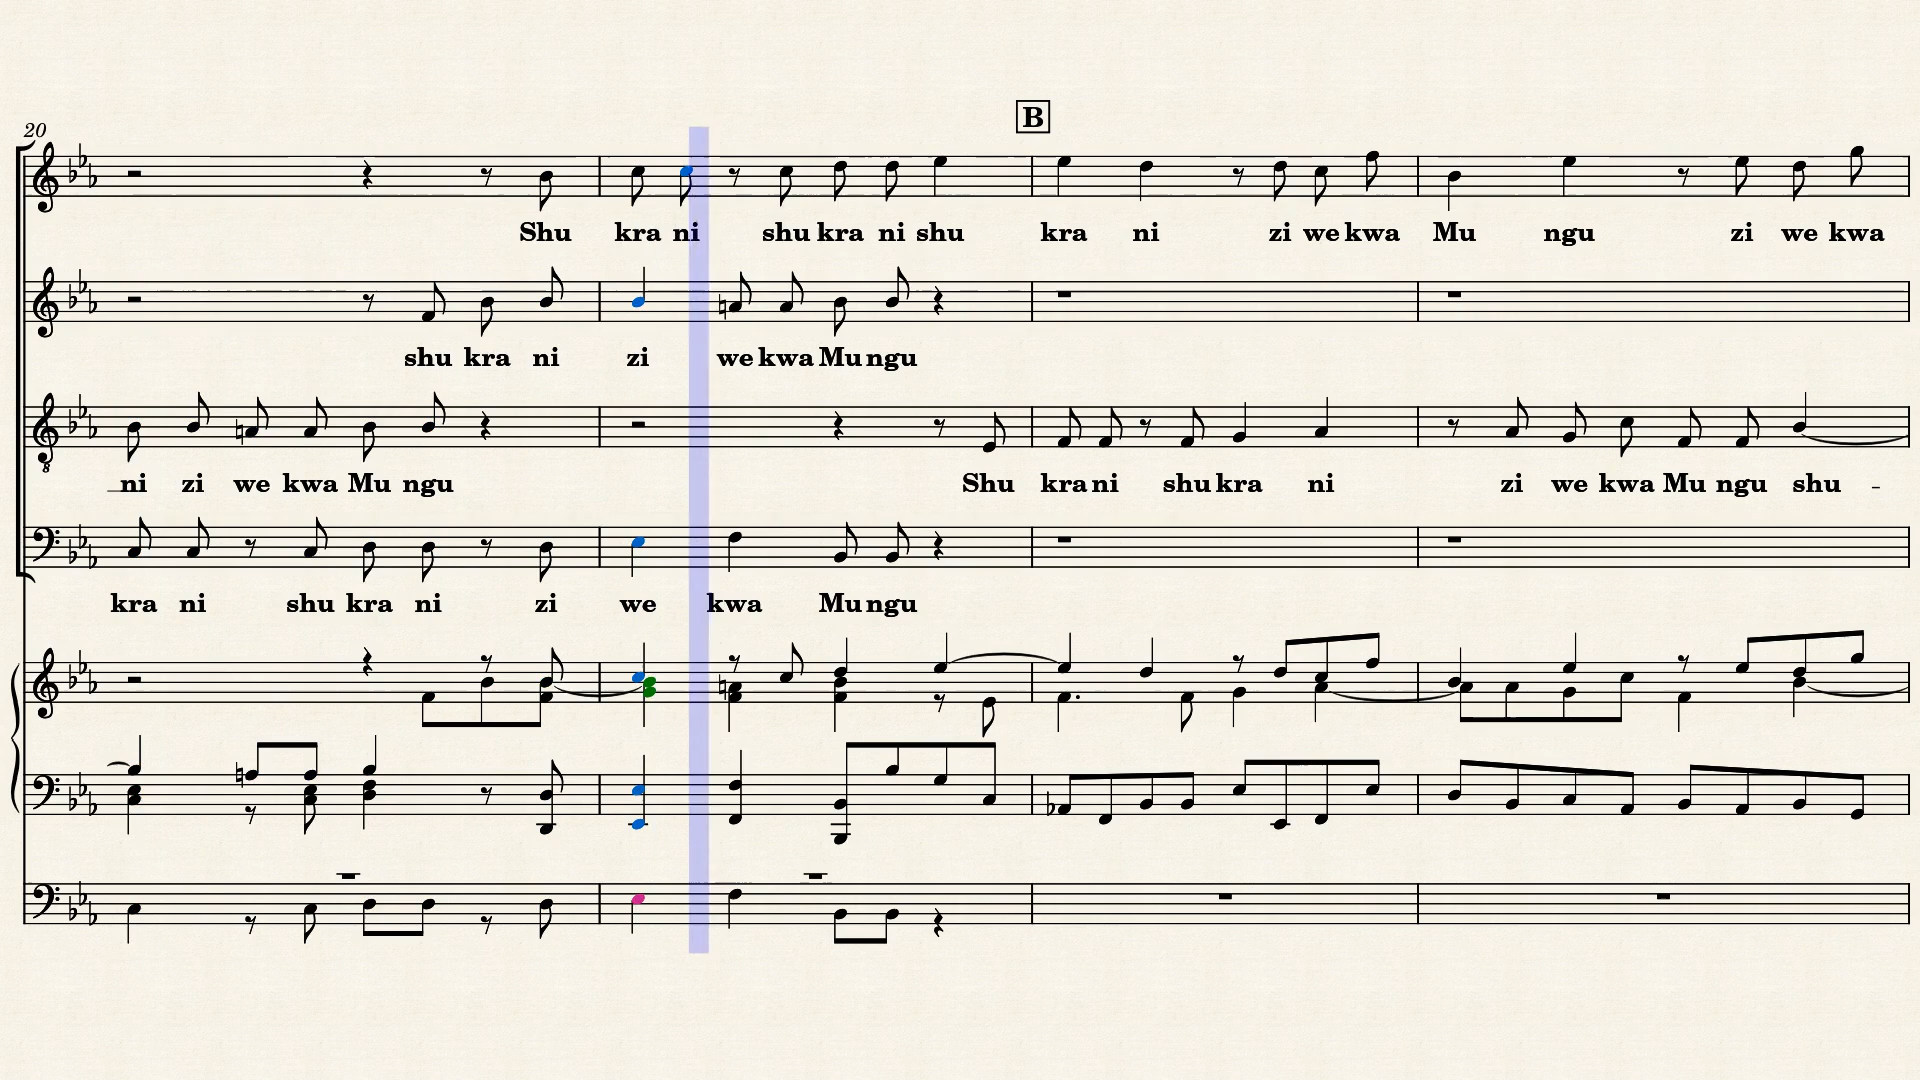 B
20
Shu kra ni shu kra ni shu kra ni zi we kwa Mu ngu zi we kwa
shu kra ni zi we kwa Mu ngu
ni zi we kwa Mu ngu Shu kra ni shu kra ni zi we kwa Mu ngu shu -
kra ni shu kra ni zi we kwa Mu ngu